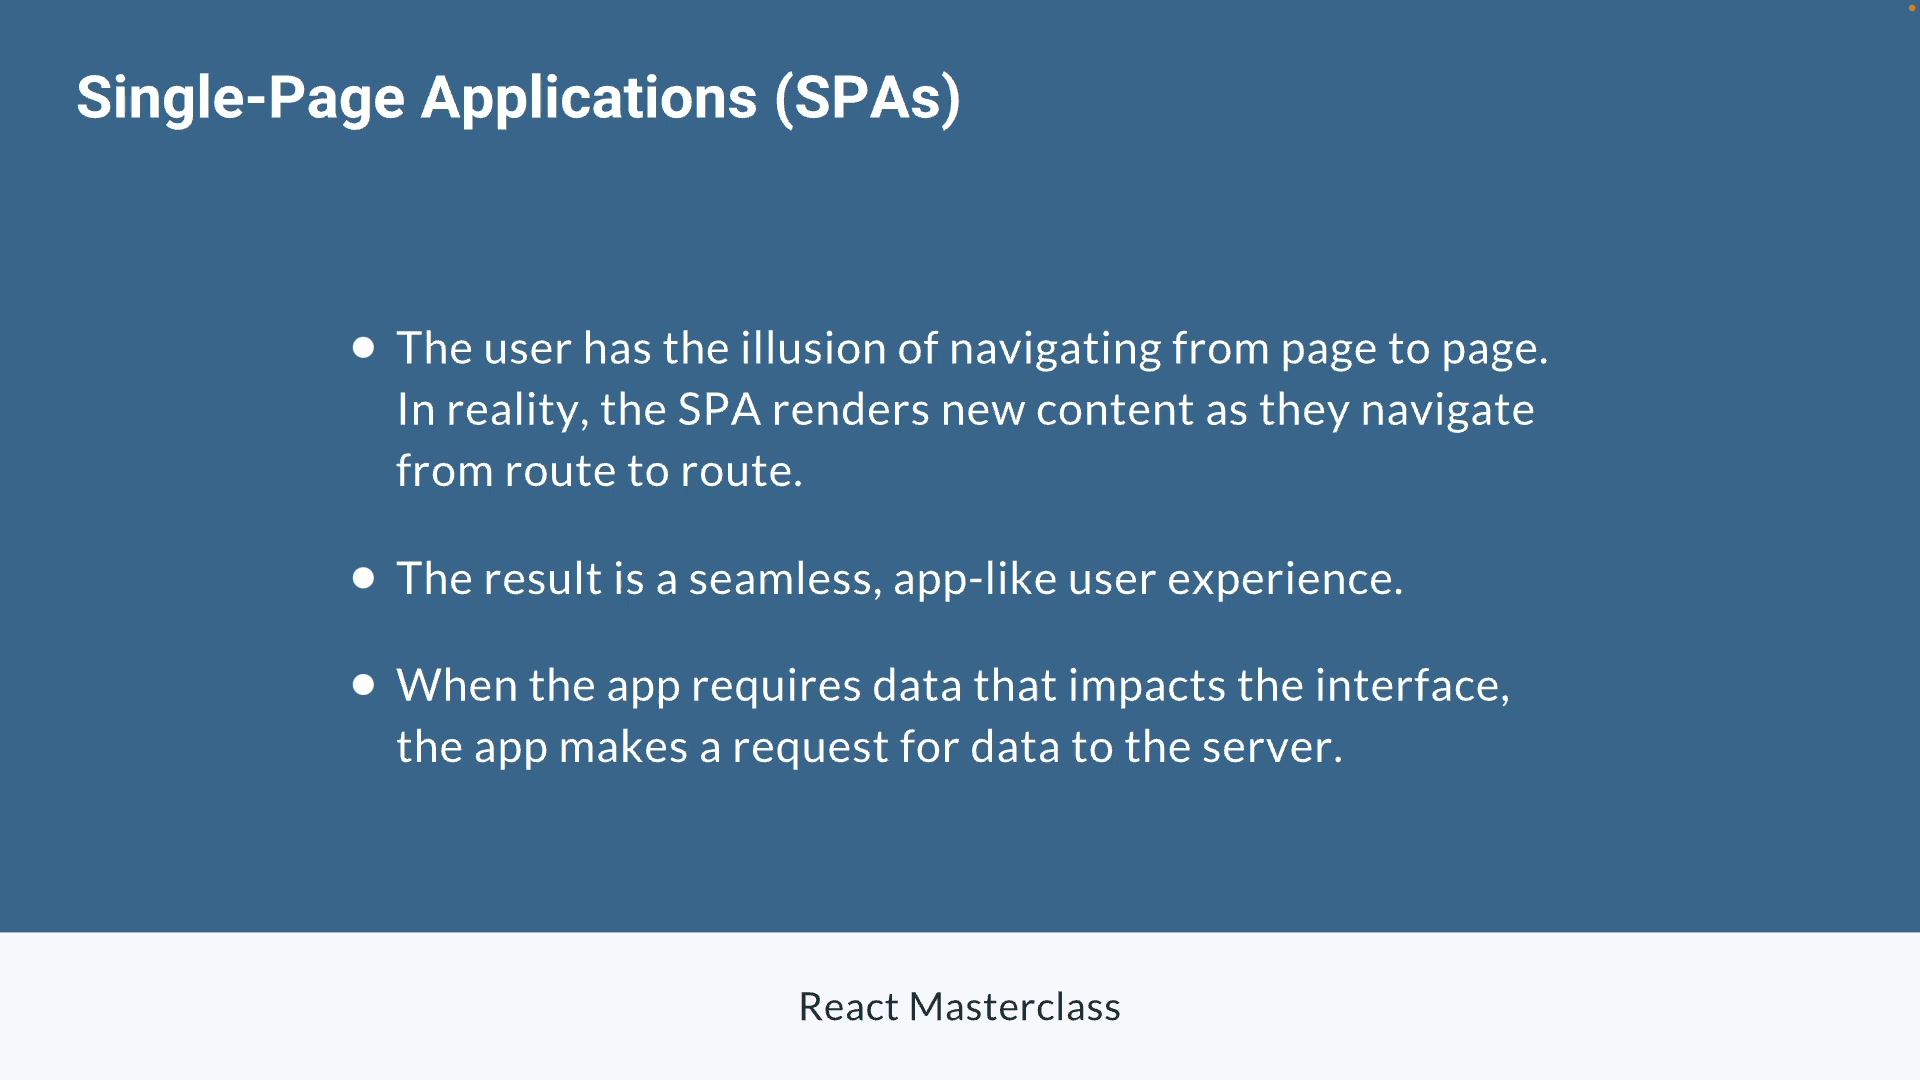 Single-Page Applications (SPAs)
● The user has the illusion of navigating from page to page.
In reality, the SPA renders new content as they navigate
from route to route.
● The result is a seamless, app-like user experience.
● When the app requires data that impacts the interface,
the app makes a request for data to the server.
React Masterclass